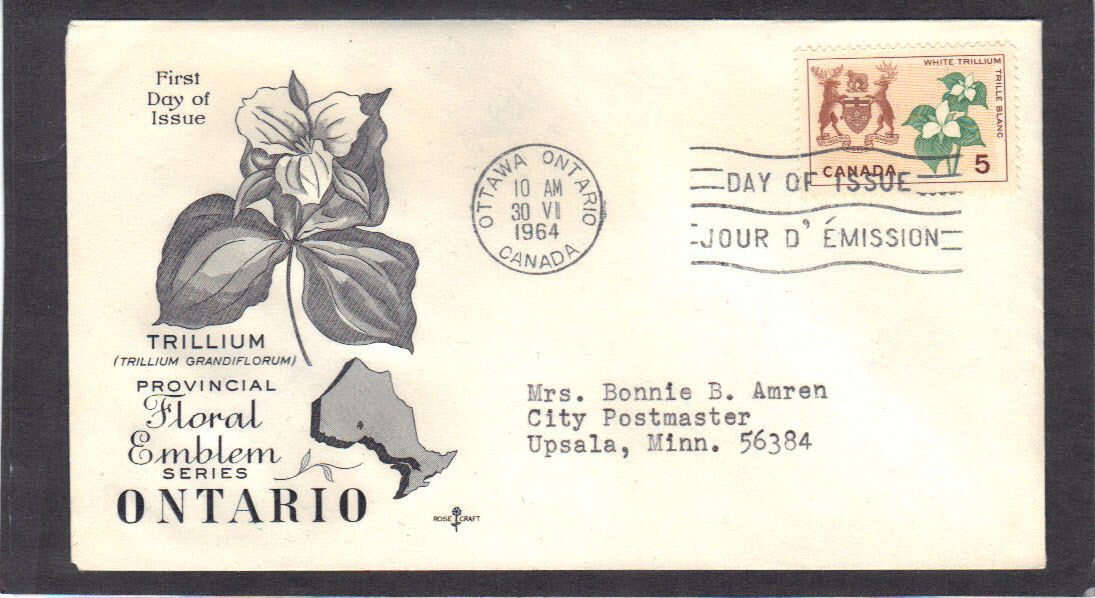 First
Day of
Issue
TRILLIUM
(TRILLIUM GRANDIFLORUM)
PROVINCIAL
Floral
Emblem
SERIES
ONTARIO
ROSE CRAFT
OTTAWA ONTARIO
10 AM
30 VII
1964
CANADA
WHITE TRILLIUM
TRILLE BLANC
CANADA 5
DAY OF ISSUE
JOUR D' ÉMISSION
Mrs. Bonnie B. Amren
City Postmaster
Upsala, Minn. 56384